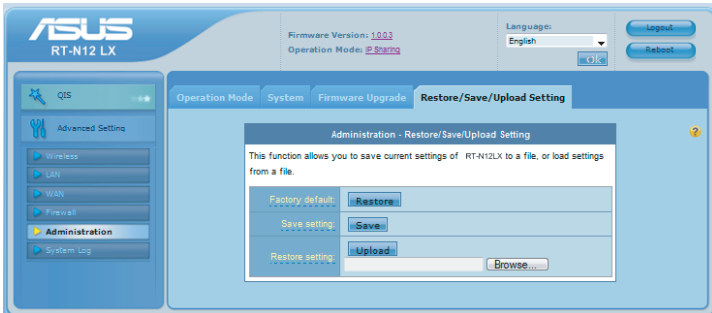 ASUS
RT-N12 LX
Firmware Version: 1.0.0.3
Operation Mode: IP Sharing
Language:
English
OK
Logout
Reboot
QIS
Advanced Setting
Wireless
LAN
WAN
Firewall
Administration
System Log
Operation Mode System Firmware Upgrade Restore/Save/Upload Setting
Administration - Restore/Save/Upload Setting
This function allows you to save current settings of RT-N12LX to a file, or load settings
from a file.
Factory default: Restore
Save setting: Save
Restore setting: Upload
Browse...
?